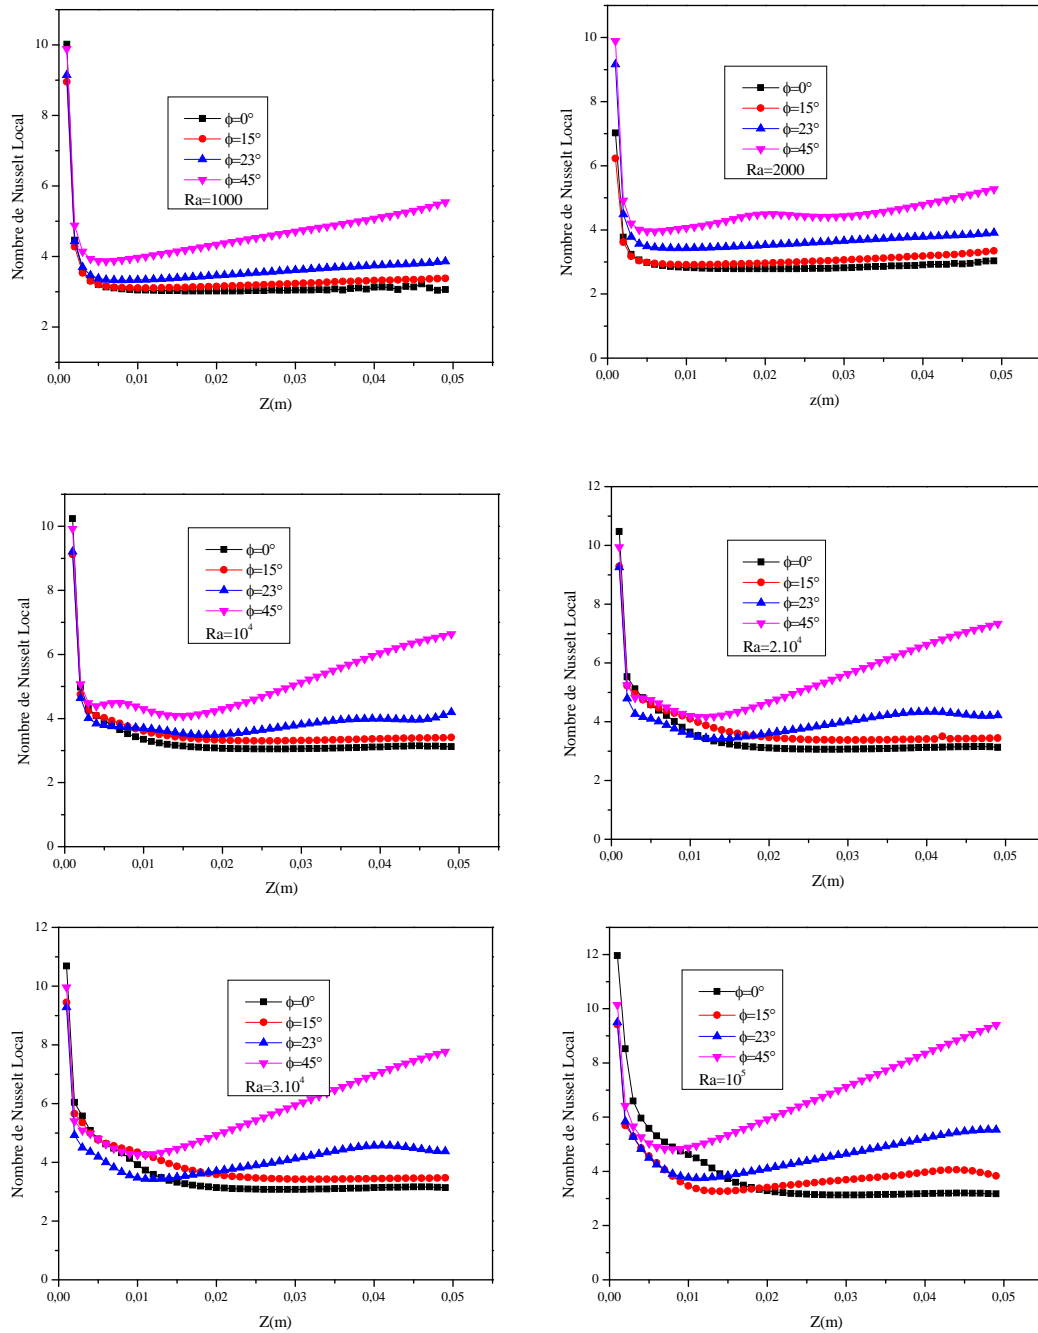 10
8
6
4
2
0,00
0,01
0,02
0,03
0,04
0,05
Nombre de Nusselt Local
Z(m)
ϕ=0°
ϕ=15°
ϕ=23°
ϕ=45°
Ra=1000
10
8
6
4
2
0
0,00
0,01
0,02
0,03
0,04
0,05
Nombre de Nusselt Local
z(m)
ϕ=0°
ϕ=15°
ϕ=23°
ϕ=45°
Ra=2000
10
8
6
4
2
0
0,00
0,01
0,02
0,03
0,04
0,05
Nombre de Nusselt Local
Z(m)
ϕ=0°
ϕ=15°
ϕ=23°
ϕ=45°
Ra=10⁴
12
10
8
6
4
2
0
0,00
0,01
0,02
0,03
0,04
0,05
Nombre de Nusselt Local
Z(m)
ϕ=0°
ϕ=15°
ϕ=23°
ϕ=45°
Ra=2.10⁴
12
10
8
6
4
2
0
0,00
0,01
0,02
0,03
0,04
0,05
Nombre de Nusselt Local
Z(m)
ϕ=0°
ϕ=15°
ϕ=23°
ϕ=45°
Ra=3.10⁴
12
10
8
6
4
2
0
0,00
0,01
0,02
0,03
0,04
0,05
Nombre de Nusselt Local
Z(m)
ϕ=0°
ϕ=15°
ϕ=23°
ϕ=45°
Ra=10⁵